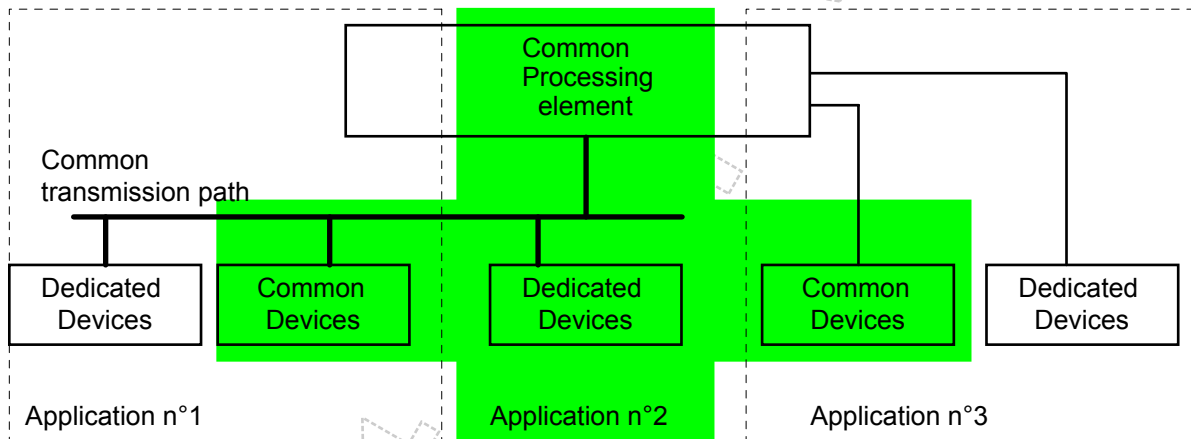 Common
Processing
element
Common
transmission path
Dedicated
Devices
Common
Devices
Dedicated
Devices
Common
Devices
Dedicated
Devices
Application n°1
Application n°2
Application n°3